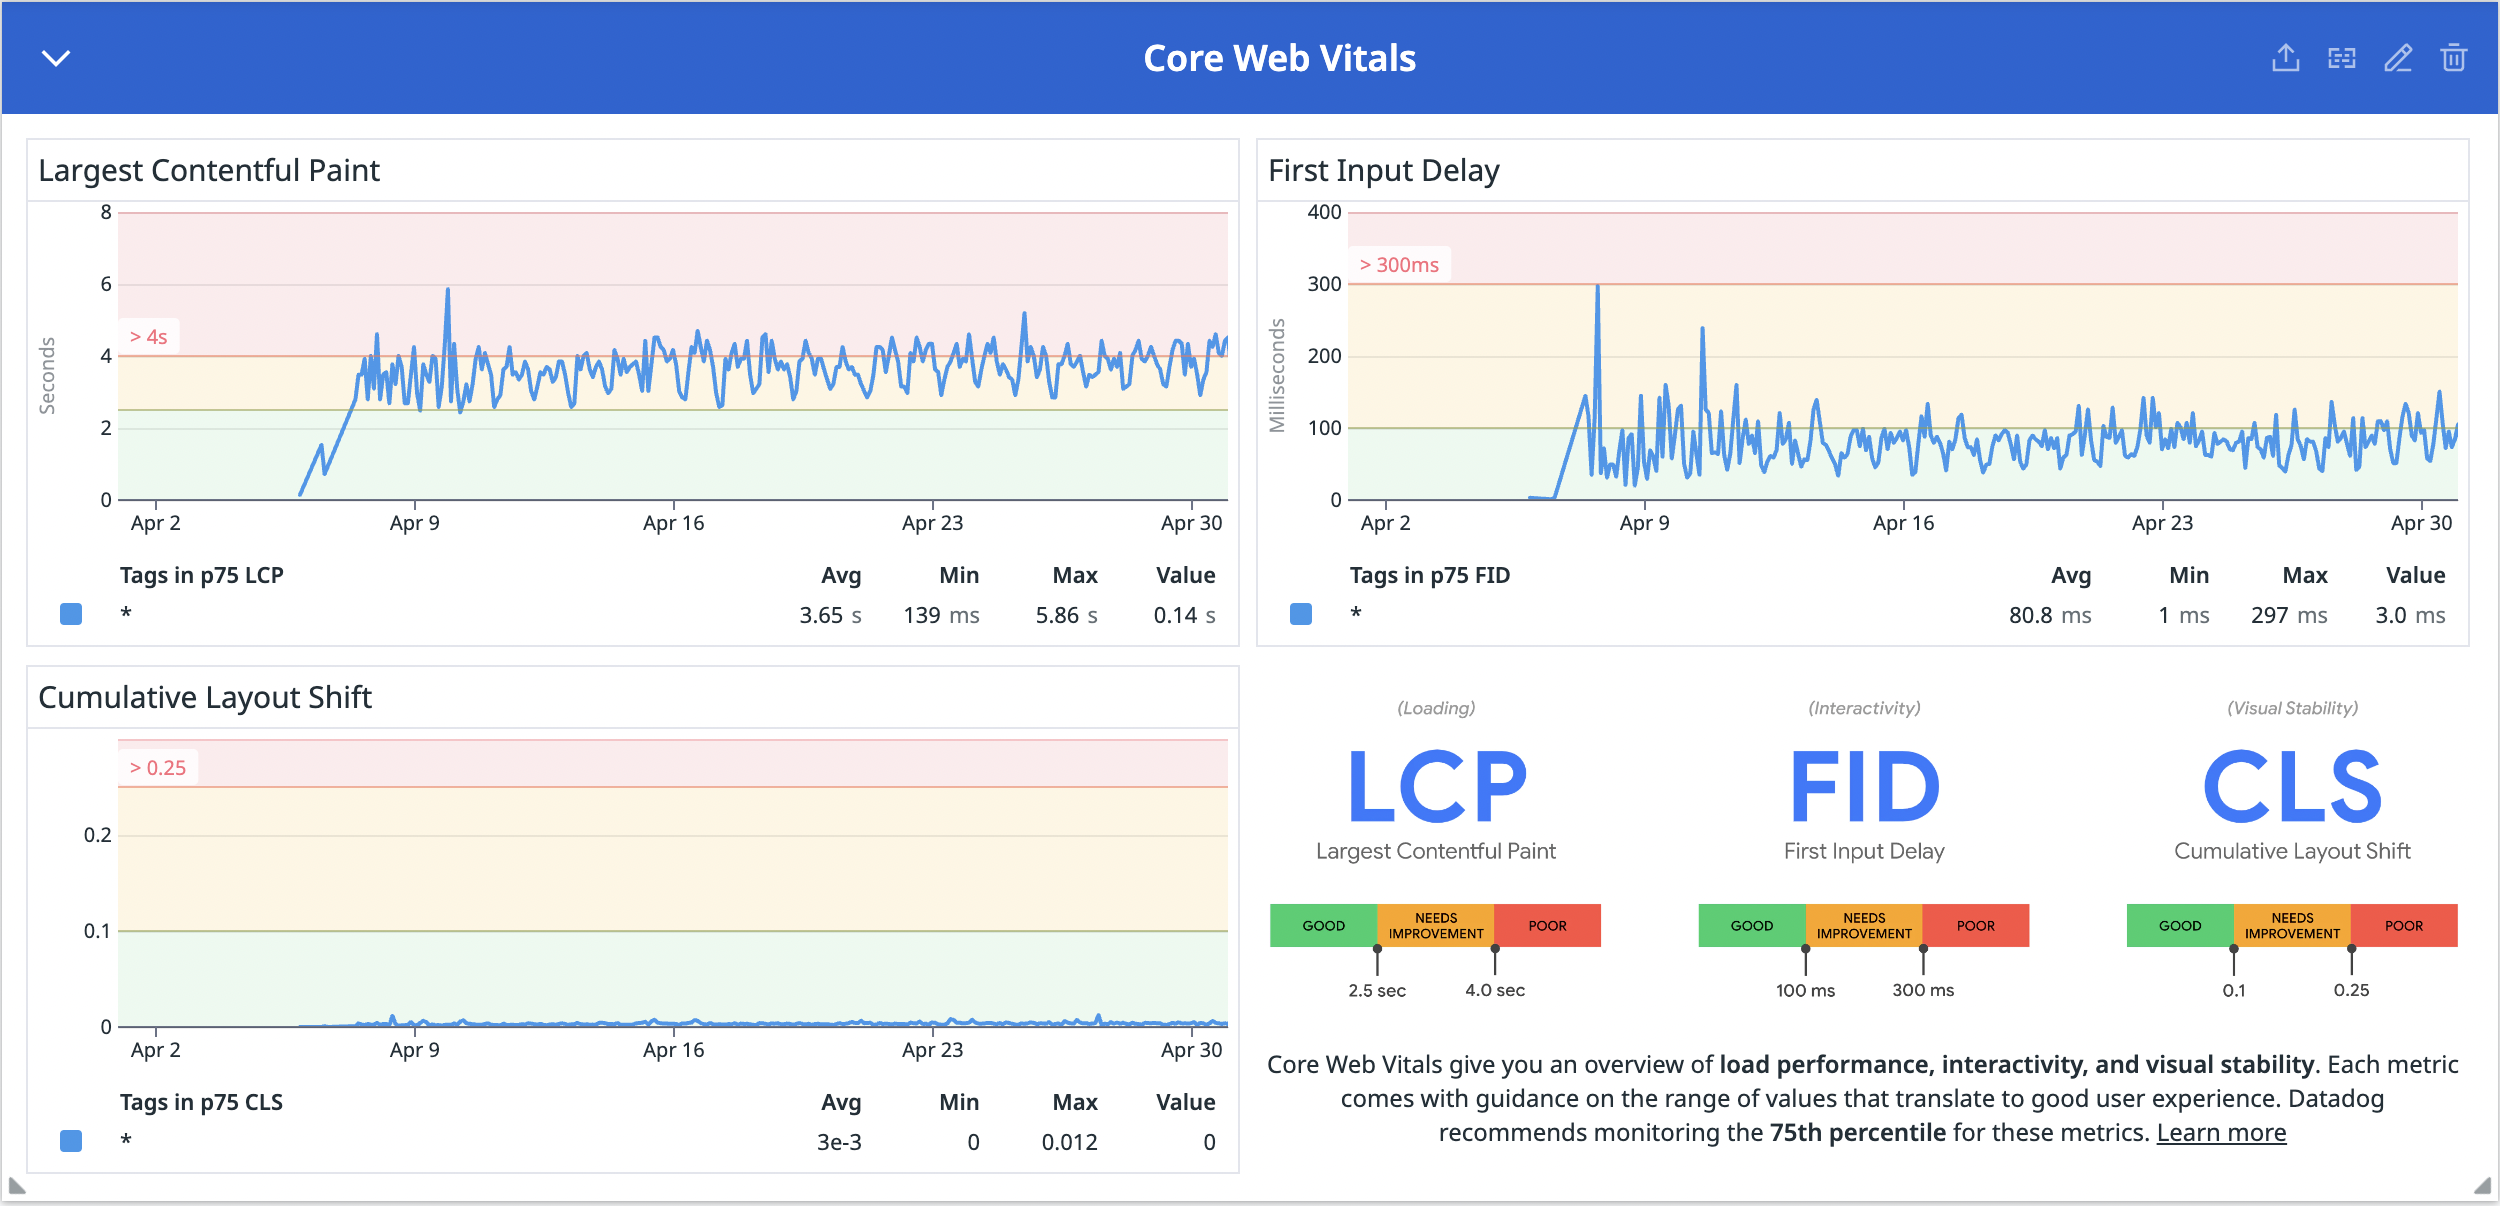 Core Web Vitals
Largest Contentful Paint
8
6
> 4s
4
2
0
Seconds
Apr 2 Apr 9 Apr 16 Apr 23 Apr 30
Tags in p75 LCP Avg Min Max Value
* 3.65 s 139 ms 5.86 s 0.14 s
First Input Delay
400
> 300ms
300
200
100
0
Milliseconds
Apr 2 Apr 9 Apr 16 Apr 23 Apr 30
Tags in p75 FID Avg Min Max Value
* 80.8 ms 1 ms 297 ms 3.0 ms
Cumulative Layout Shift
> 0.25
0.2
0.1
0
Apr 2 Apr 9 Apr 16 Apr 23 Apr 30
Tags in p75 CLS Avg Min Max Value
* 3e-3 0 0.012 0
(Loading)
LCP
Largest Contentful Paint
GOOD
NEEDS
IMPROVEMENT
POOR
2.5 sec 4.0 sec
(Interactivity)
FID
First Input Delay
GOOD
NEEDS
IMPROVEMENT
POOR
100 ms 300 ms
(Visual Stability)
CLS
Cumulative Layout Shift
GOOD
NEEDS
IMPROVEMENT
POOR
0.1 0.25
Core Web Vitals give you an overview of load performance, interactivity, and visual stability. Each metric
comes with guidance on the range of values that translate to good user experience. Datadog
recommends monitoring the 75th percentile for these metrics. Learn more